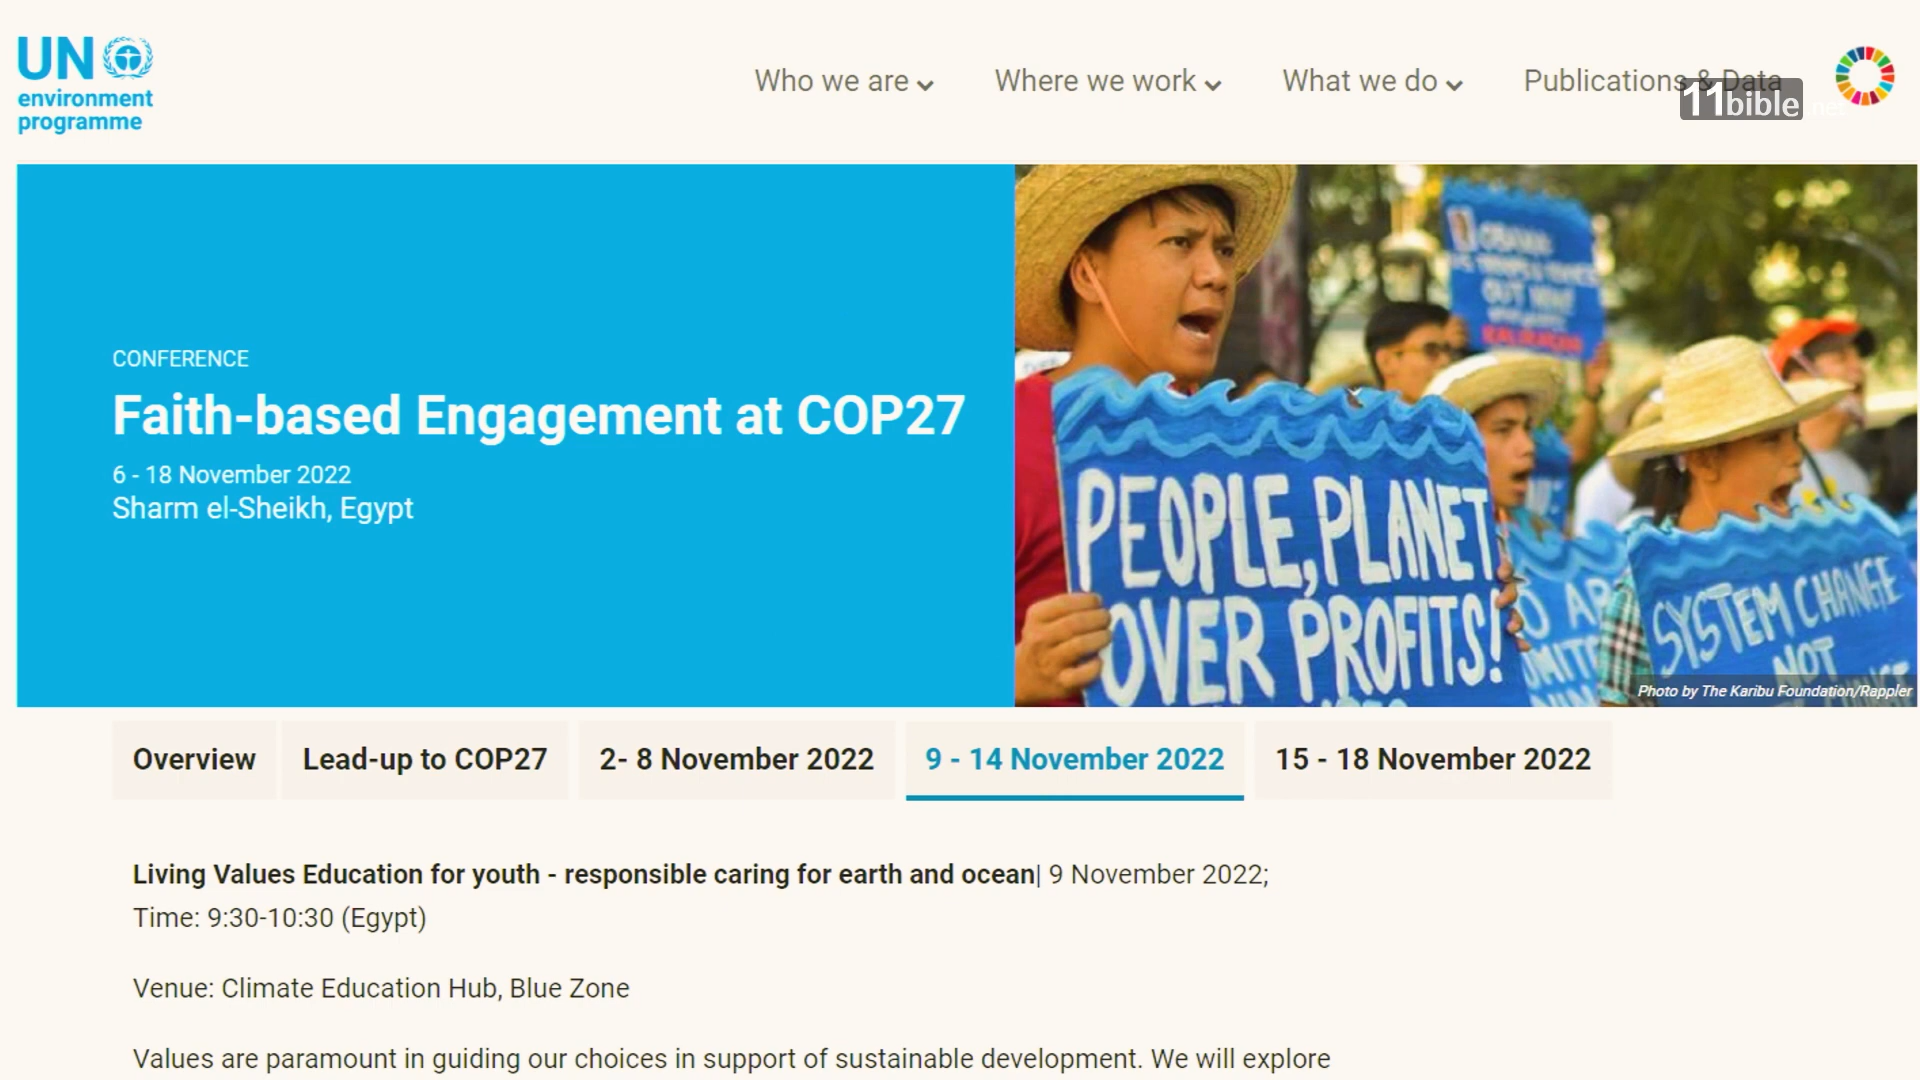 UN
environment
programme
Who we are
Where we work
What we do
Publications & Data
11bible.net
CONFERENCE
Faith-based Engagement at COP27
6 - 18 November 2022
Sharm el-Sheikh, Egypt
OUT NOW
PEOPLE, PLANET
OVER PROFITS!
SYSTEM CHANGE
NOT
Photo by The Karibu Foundation/Rappler
Overview
Lead-up to COP27
2- 8 November 2022
9 - 14 November 2022
15 - 18 November 2022
Living Values Education for youth - responsible caring for earth and ocean| 9 November 2022;
Time: 9:30-10:30 (Egypt)
Venue: Climate Education Hub, Blue Zone
Values are paramount in guiding our choices in support of sustainable development. We will explore